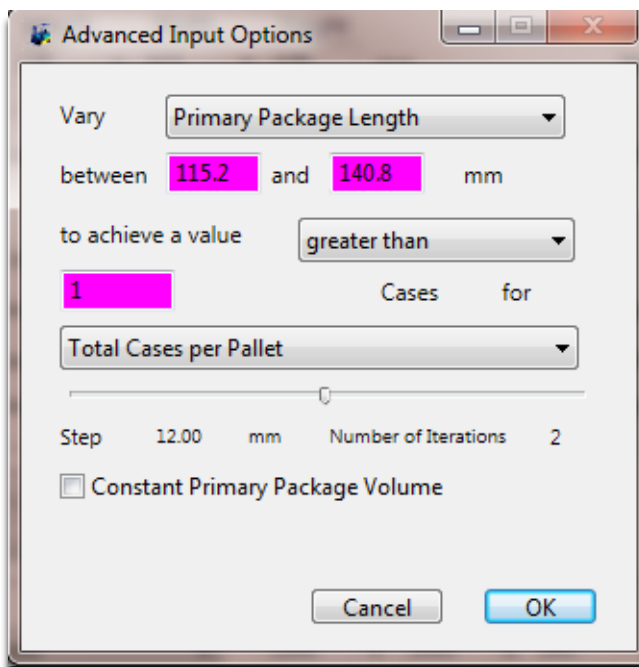 Advanced Input Options
Vary Primary Package Length
between 115.2 and 140.8 mm
to achieve a value greater than
1 Cases for
Total Cases per Pallet
Step 12.00 mm Number of Iterations 2
Constant Primary Package Volume
Cancel OK